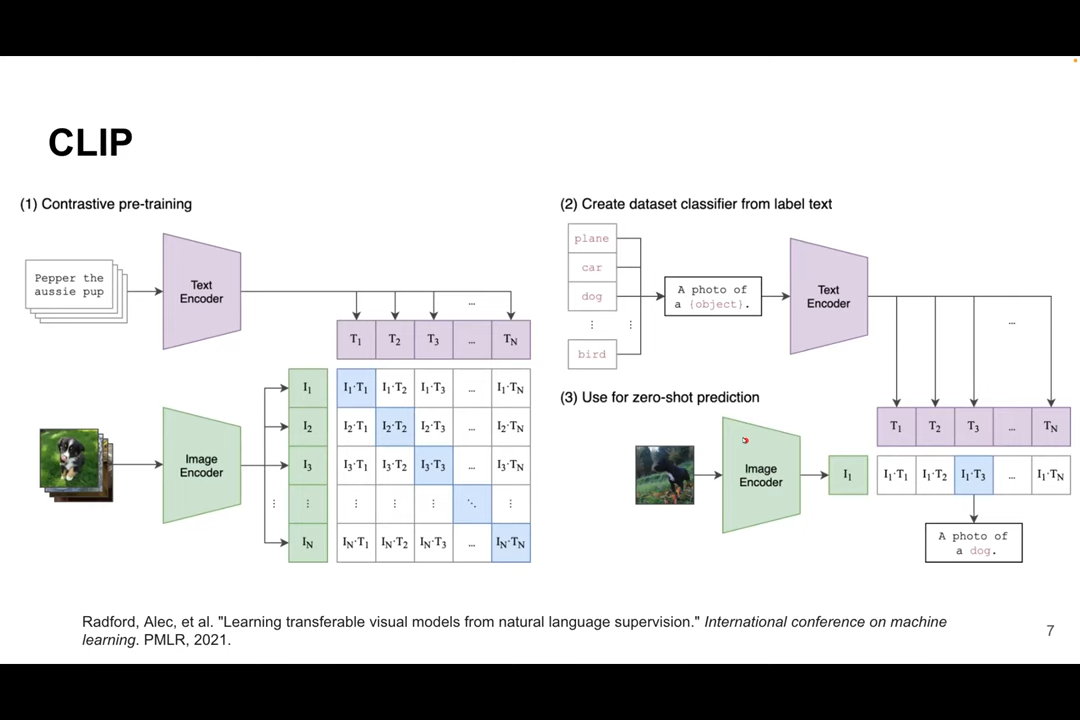 CLIP
(1) Contrastive pre-training
Pepper the
aussie pup
Text
Encoder
...
T1 T2 T3 ... TN
Image
Encoder
I1 I1·T1 I1·T2 I1·T3 ... I1·TN
I2 I2·T1 I2·T2 I2·T3 ... I2·TN
I3 I3·T1 I3·T2 I3·T3 ... I3·TN
⋮ ⋮ ⋮ ⋮ ⋮ ⋱ ⋮
IN IN·T1 IN·T2 IN·T3 ... IN·TN
(2) Create dataset classifier from label text
plane
car
dog
⋮ ⋮
bird
A photo of
a {object}.
Text
Encoder
...
(3) Use for zero-shot prediction
T1 T2 T3 ... TN
Image
Encoder
I1 I1·T1 I1·T2 I1·T3 ... I1·TN
A photo of
a dog.
Radford, Alec, et al. "Learning transferable visual models from natural language supervision." International conference on machine
learning. PMLR, 2021.
7